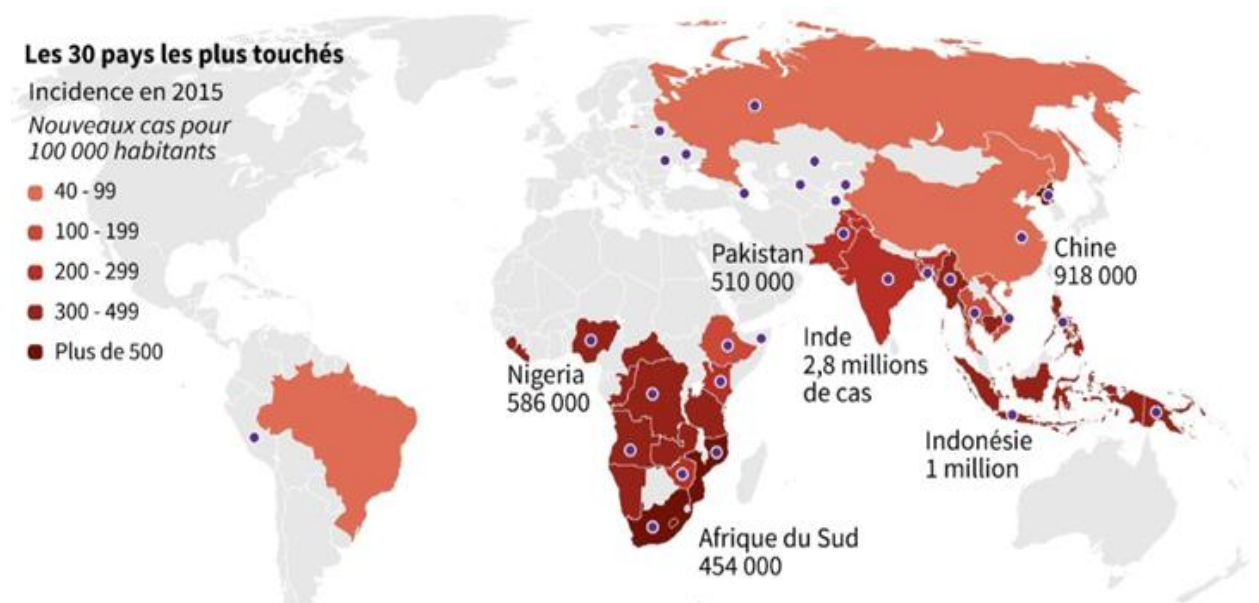 Les 30 pays les plus touchés
Incidence en 2015
Nouveaux cas pour
100 000 habitants
40 - 99
100 - 199
200 - 299
300 - 499
Plus de 500
Pakistan
510 000
Chine
918 000
Inde
2,8 millions
de cas
Nigeria
586 000
Indonésie
1 million
Afrique du Sud
454 000